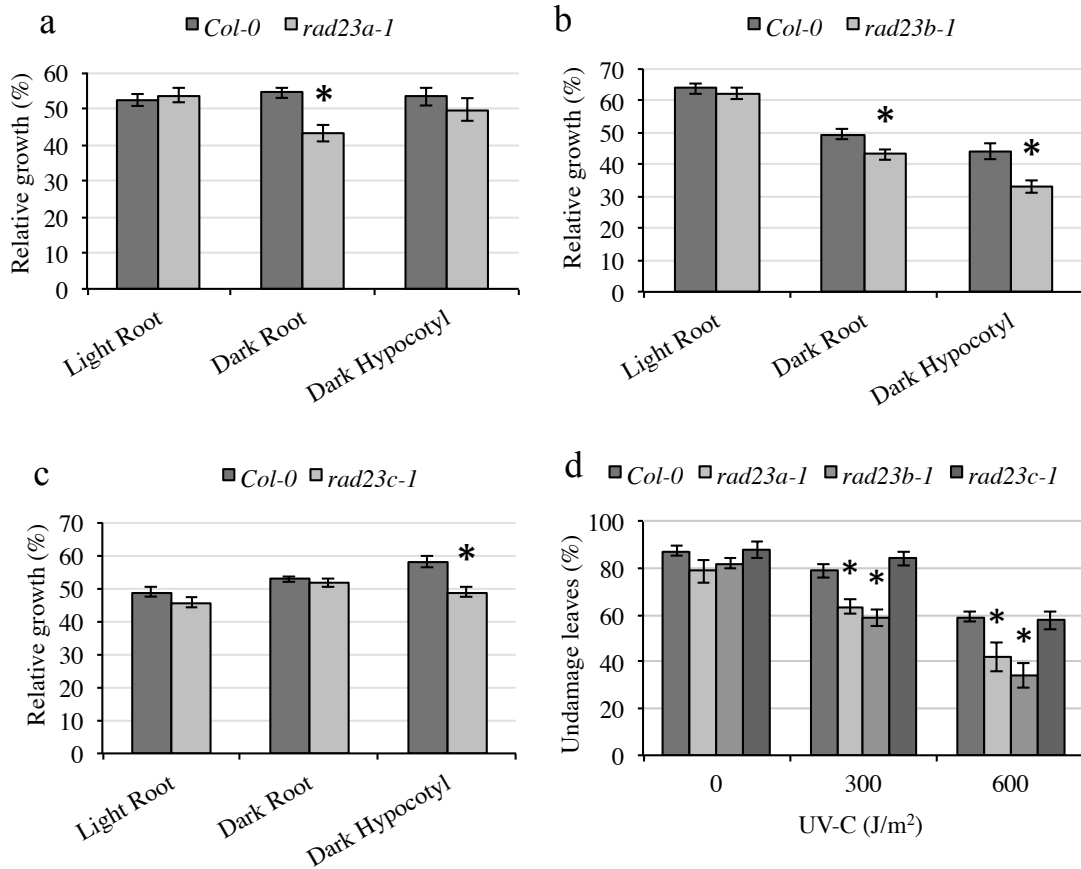 a
Col-0 rad23a-1
Relative growth (%)
60
50
40
30
20
10
0
*
Light Root
Dark Root
Dark Hypocotyl
b
Col-0 rad23b-1
Relative growth (%)
70
60
50
40
30
20
10
0
*
*
Light Root
Dark Root
Dark Hypocotyl
c
Col-0 rad23c-1
Relative growth (%)
70
60
50
40
30
20
10
0
*
Light Root
Dark Root
Dark Hypocotyl
d
Col-0 rad23a-1 rad23b-1 rad23c-1
Undamage leaves (%)
100
80
60
40
20
0
* *
* *
0 300 600
UV-C (J/m²)